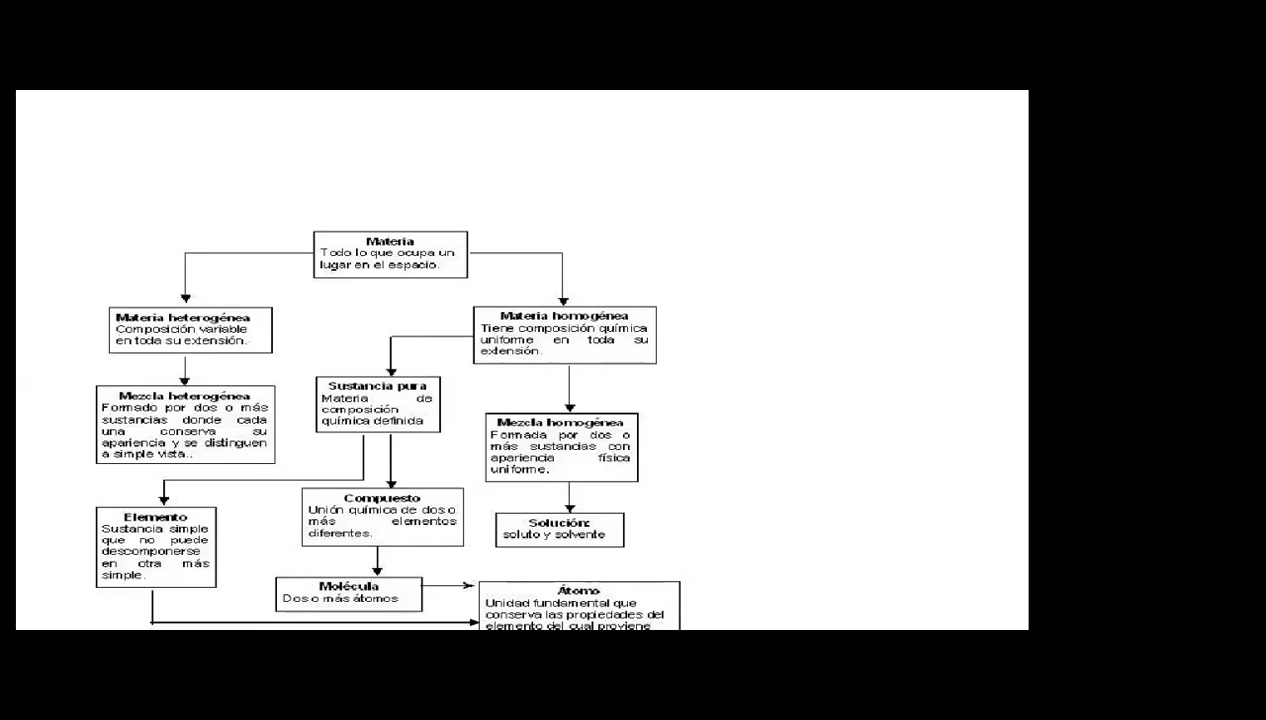 Materia
Todo lo que ocupa un
lugar en el espacio.
Materia heterogénea
Composición variable
en toda su extensión.
Materia homogénea
Tiene composición química
uniforme en toda su
extensión.
Mezcla heterogénea
Formado por dos o más
sustancias donde cada
una conserva su
apariencia y se distinguen
a simple vista..
Sustancia pura
Materia de
composición
química definida
Mezcla homogénea
Formada por dos o
más sustancias con
apariencia física
uniforme.
Elemento
Sustancia simple
que no puede
descomponerse
en otra más
simple.
Compuesto
Unión química de dos o
más elementos
diferentes.
Solución:
soluto y solvente
Molécula
Dos o más átomos
Átomo
Unidad fundamental que
conserva las propiedades del
elemento del cual proviene